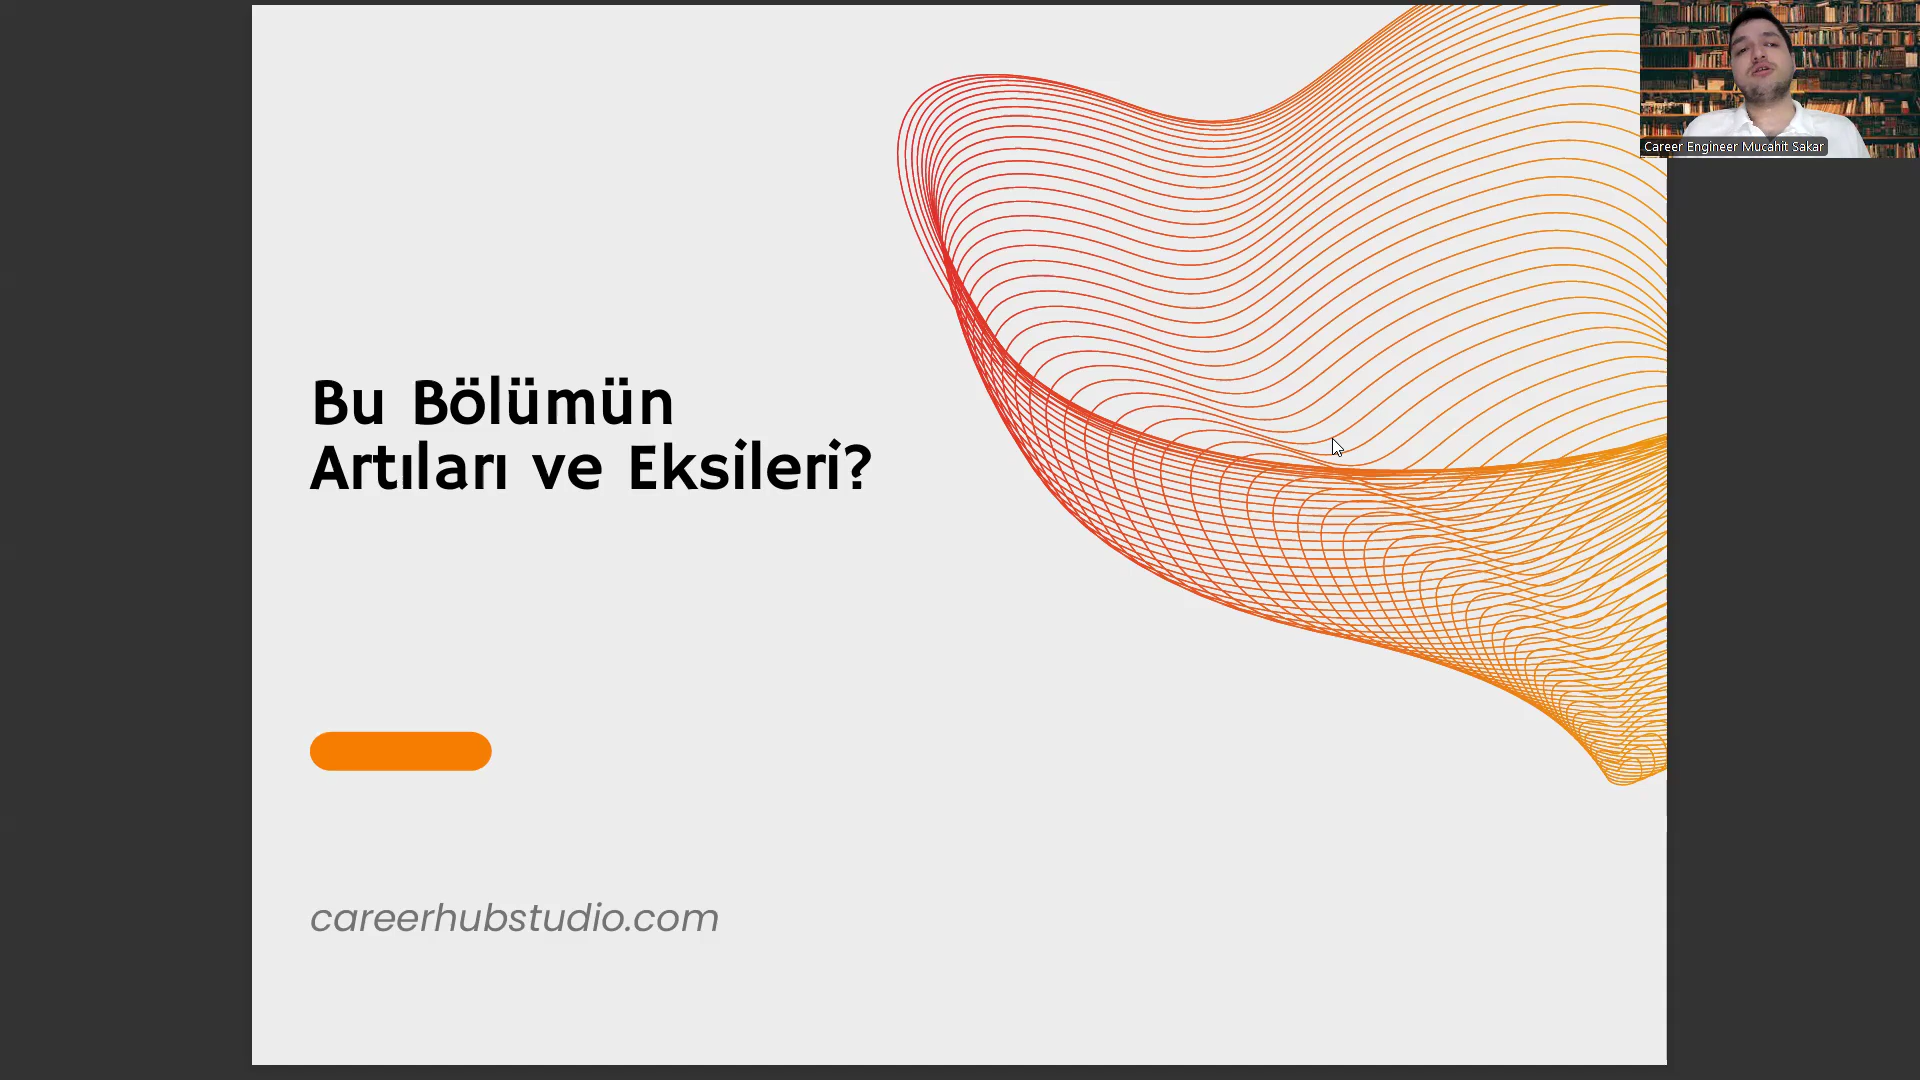 Career Engineer Mucahit Sakar
Bu Bölümün
Artıları ve Eksileri?
careerhubstudio.com